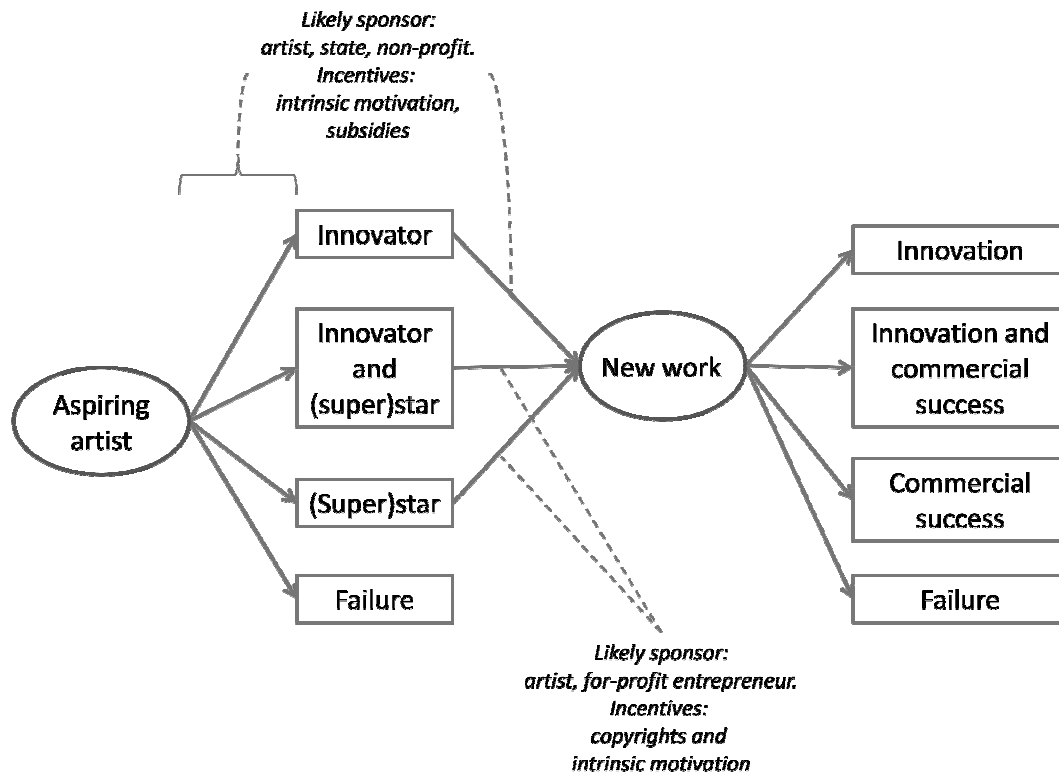 Likely sponsor:
artist, state, non-profit.
Incentives:
intrinsic motivation,
subsidies
Aspiring
artist
Innovator
Innovator
and
(super)star
(Super)star
Failure
New work
Innovation
Innovation and
commercial
success
Commercial
success
Failure
Likely sponsor:
artist, for-profit entrepreneur.
Incentives:
copyrights and
intrinsic motivation